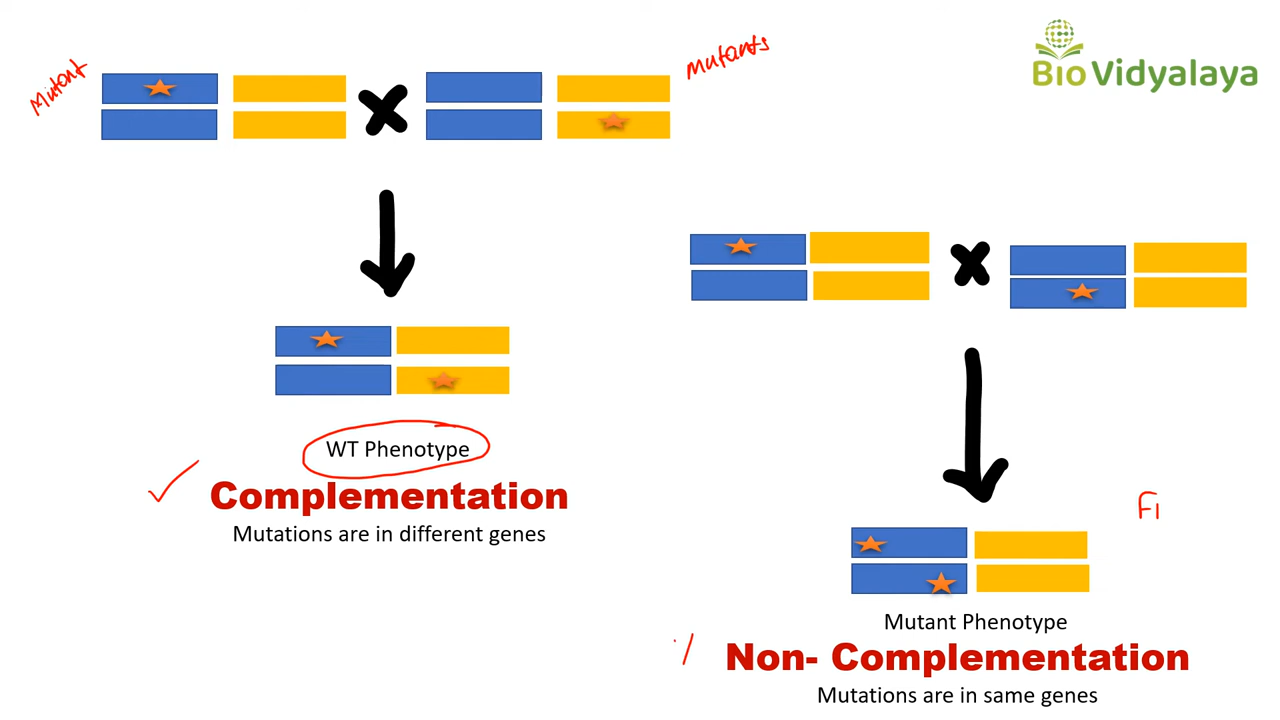 Mutant
Mutants
Bio Vidyalaya
WT Phenotype
Complementation
Mutations are in different genes
F1
Mutant Phenotype
Non- Complementation
Mutations are in same genes